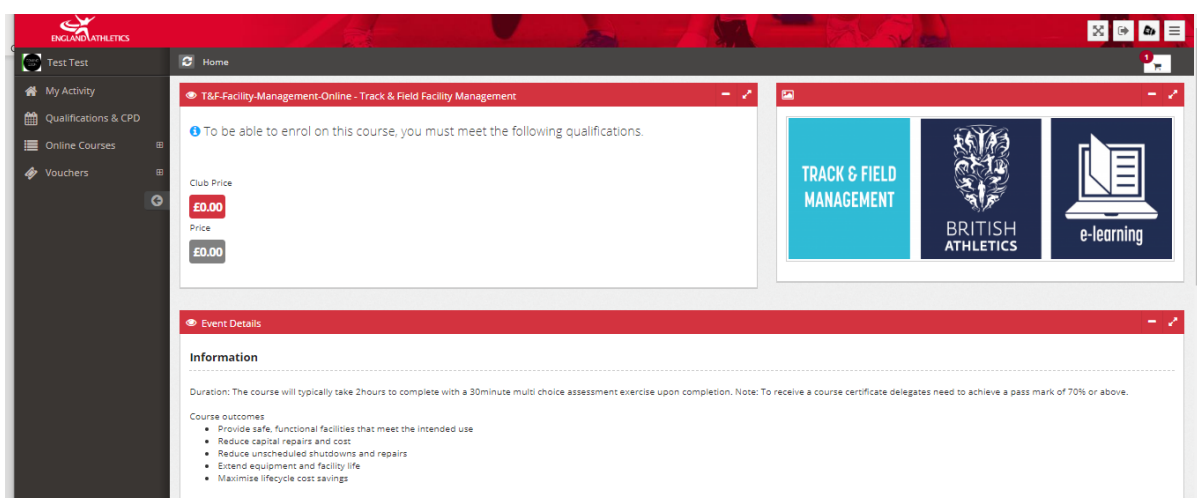 ENGLAND ATHLETICS
Test Test
Home
1
My Activity
Qualifications & CPD
Online Courses
Vouchers
T&F-Facility-Management-Online - Track & Field Facility Management
To be able to enrol on this course, you must meet the following qualifications.
Club Price
£0.00
Price
£0.00
TRACK & FIELD
MANAGEMENT
BRITISH
ATHLETICS
e-learning
Event Details
Information
Duration: The course will typically take 2hours to complete with a 30minute multi choice assessment exercise upon completion. Note: To receive a course certificate delegates need to achieve a pass mark of 70% or above.
Course outcomes
Provide safe, functional facilities that meet the intended use
Reduce capital repairs and cost
Reduce unscheduled shutdowns and repairs
Extend equipment and facility life
Maximise lifecycle cost savings